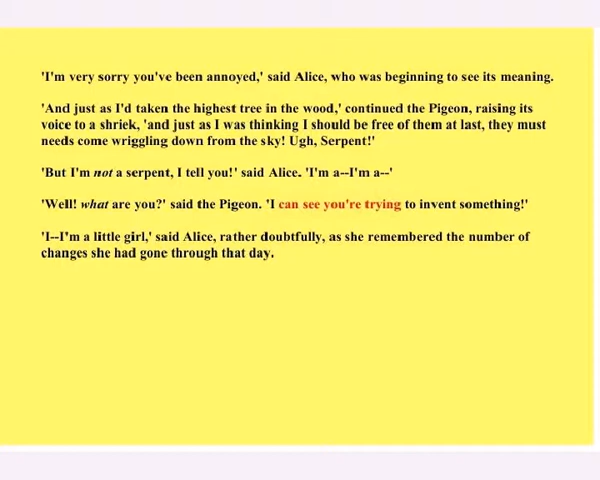 'I'm very sorry you've been annoyed,' said Alice, who was beginning to see its meaning.
'And just as I'd taken the highest tree in the wood,' continued the Pigeon, raising its
voice to a shriek, 'and just as I was thinking I should be free of them at last, they must
needs come wriggling down from the sky! Ugh, Serpent!'
'But I'm not a serpent, I tell you!' said Alice. 'I'm a--I'm a--'
'Well! what are you?' said the Pigeon. 'I can see you're trying to invent something!'
'I--I'm a little girl,' said Alice, rather doubtfully, as she remembered the number of
changes she had gone through that day.